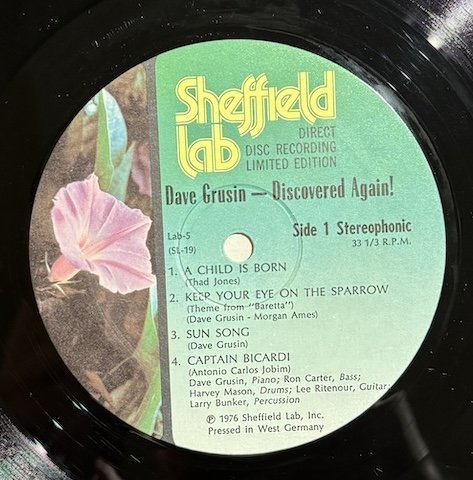 Sheffield
lab
DIRECT
DISC RECORDING
LIMITED EDITION
Dave Grusin — Discovered Again!
Lab-5
(SL-19)
Side 1 Stereophonic
33 1/3 R.P.M.
1. A CHILD IS BORN
(Thad Jones)
2. KEEP YOUR EYE ON THE SPARROW
(Theme from "Baretta")
(Dave Grusin - Morgan Ames)
3. SUN SONG
(Dave Grusin)
4. CAPTAIN BICARDI
(Antonio Carlos Jobim)
Dave Grusin, Piano; Ron Carter, Bass;
Harvey Mason, Drums; Lee Ritenour, Guitar;
Larry Bunker, Percussion
℗ 1976 Sheffield Lab, Inc.
Pressed in West Germany